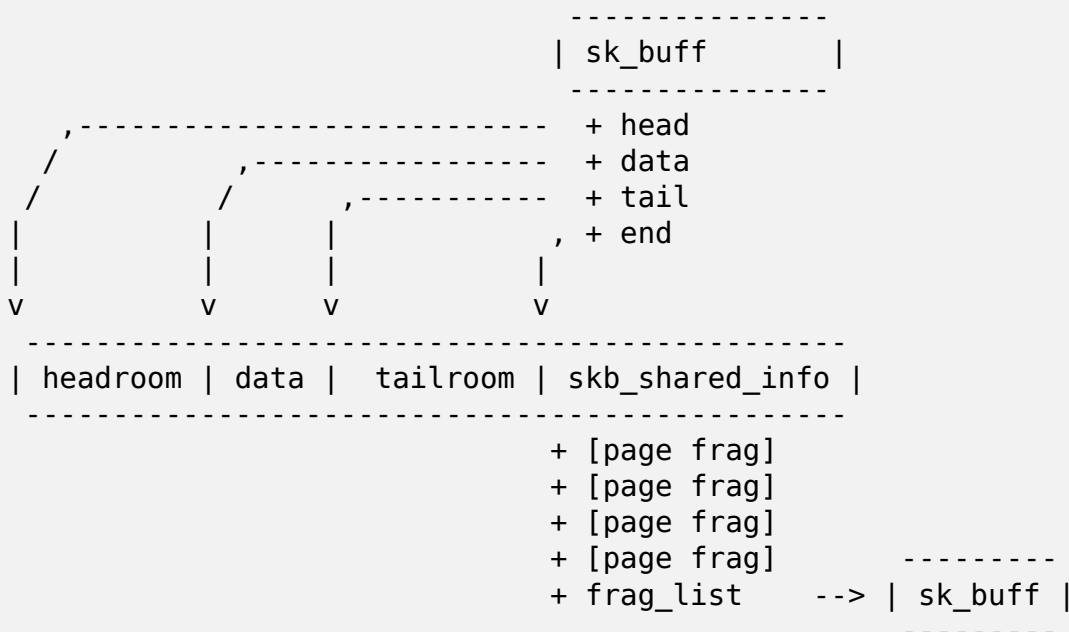 ---------------
| sk_buff       |
---------------
,--------------------------- + head
/ ,----------------- + data
/ / ,----------- + tail
| | | , + end
| | | |
v v v v
-----------------------------------------------
| headroom | data | tailroom | skb_shared_info |
-----------------------------------------------
+ [page frag]
+ [page frag]
+ [page frag]
+ [page frag] ---------
+ frag_list --> | sk_buff |
---------